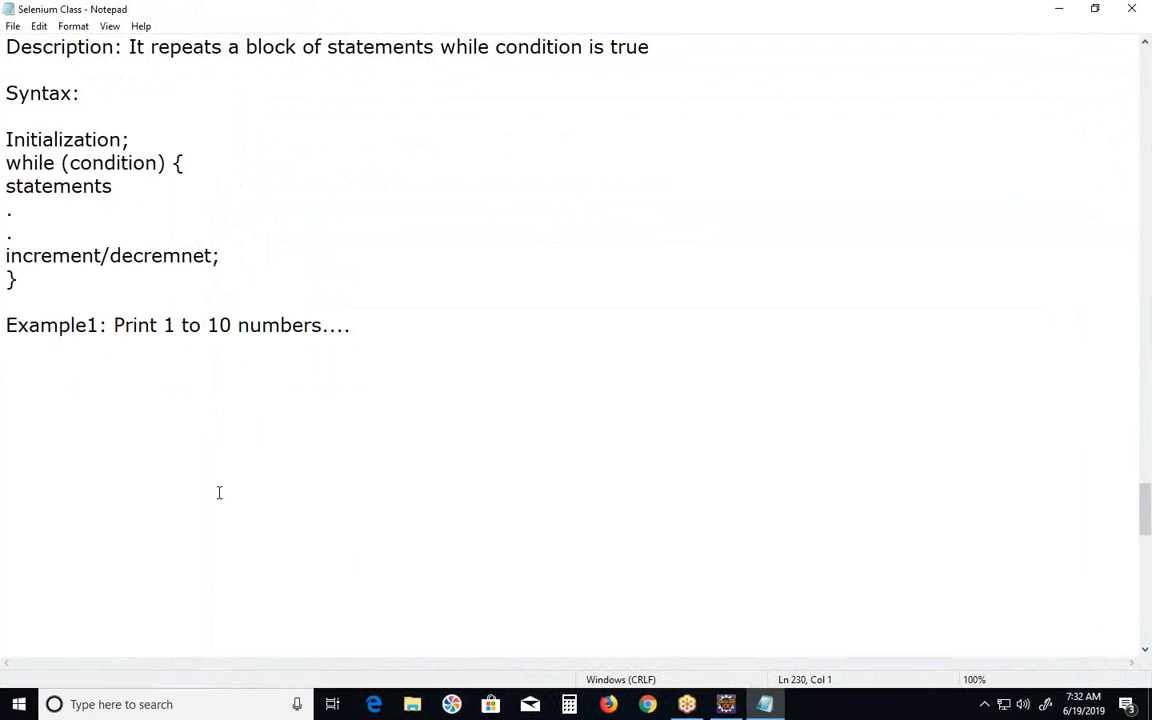 Selenium Class - Notepad
File Edit Format View Help
Description: It repeats a block of statements while condition is true
Syntax:
Initialization;
while (condition) {
statements
.
.
increment/decremnet;
}
Example1: Print 1 to 10 numbers....
Windows (CRLF) Ln 230, Col 1 100%
Type here to search
7:32 AM
6/19/2019
3